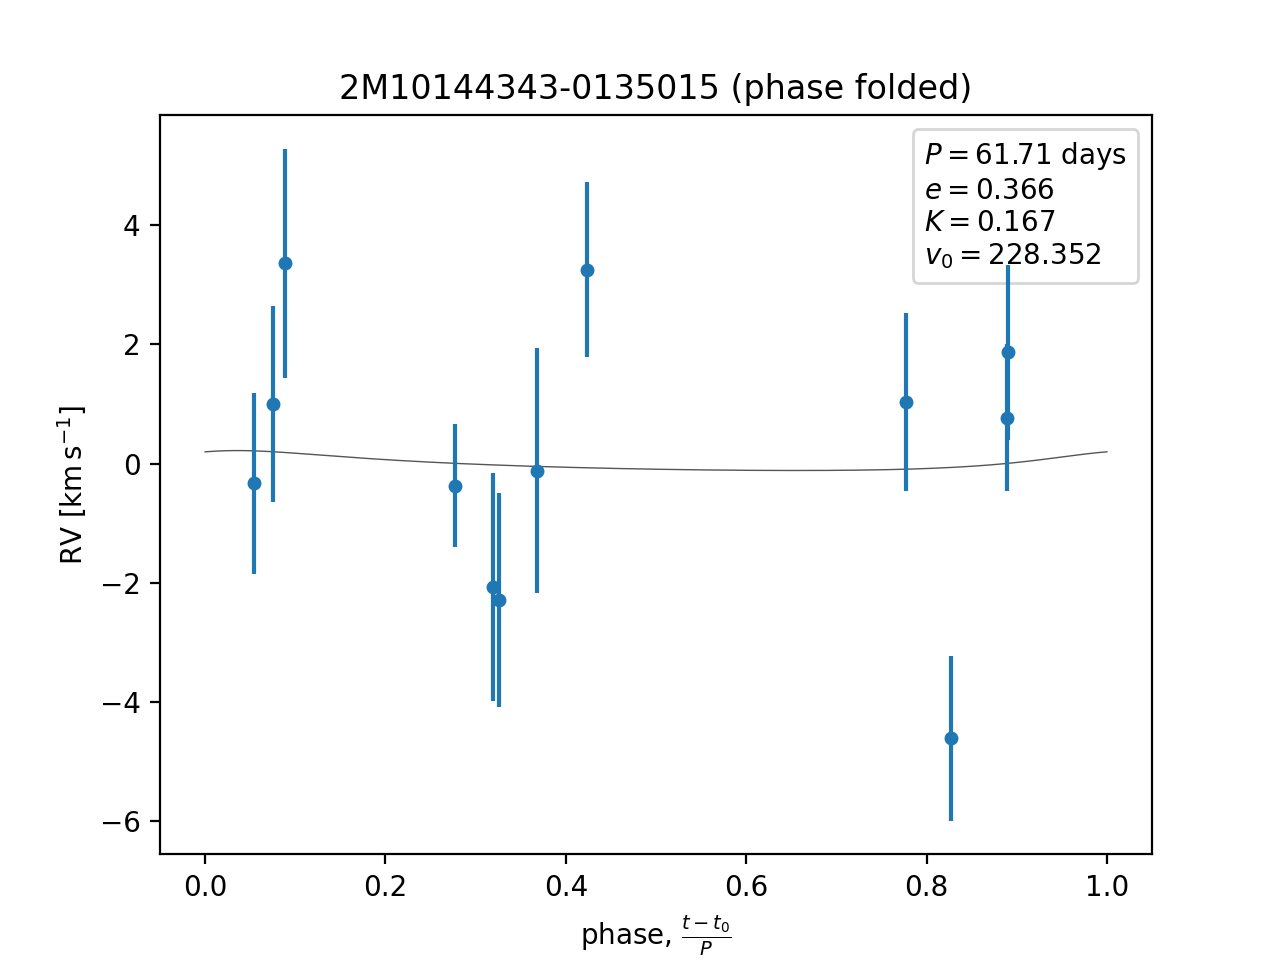 2M10144343-0135015 (phase folded)
P = 61.71 days
e = 0.366
K = 0.167
v₀ = 228.352
RV [km s⁻¹]
4
2
0
−2
−4
−6
0.0 0.2 0.4 0.6 0.8 1.0
phase, (t − t₀)/P